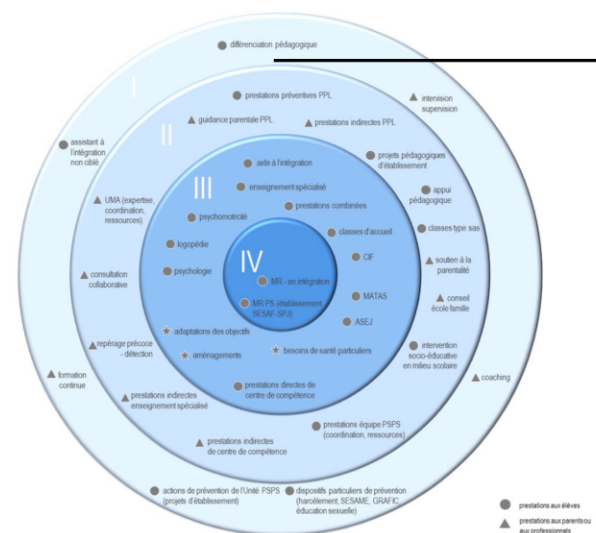 différenciation pédagogique
I
prestations préventives PPL
intervision
supervision
II
guidance parentale PPL
prestations indirectes PPL
assistant à
l'intégration
non ciblé
aide à l'intégration
projets pédagogiques
d'établissement
III
enseignement spécialisé
appui
pédagogique
UMA (expertise,
coordination,
ressources)
prestations combinées
psychomotricité
classes d'accueil
classes type sas
logopédie
IV
CIF
soutien à la
parentalité
consultation
collaborative
psychologie
MR - en intégration
conseil
école famille
MR PS (établissement
SESAF-SPJ)
MATAS
ASEJ
adaptations des objectifs
repérage précoce
- détection
aménagements
besoins de santé particuliers
intervention
socio-éducative
en milieu scolaire
formation
continue
coaching
prestations directes de
centre de compétence
prestations indirectes
enseignement spécialisé
prestations équipe PSPS
(coordination, ressources)
prestations indirectes
de centre de compétence
actions de prévention de l'Unité PSPS
(projets d'établissement)
dispositifs particuliers de prévention
(harcèlement, SESAME, GRAFIC,
éducation sexuelle)
prestations aux élèves
prestations aux parents ou
aux professionnels